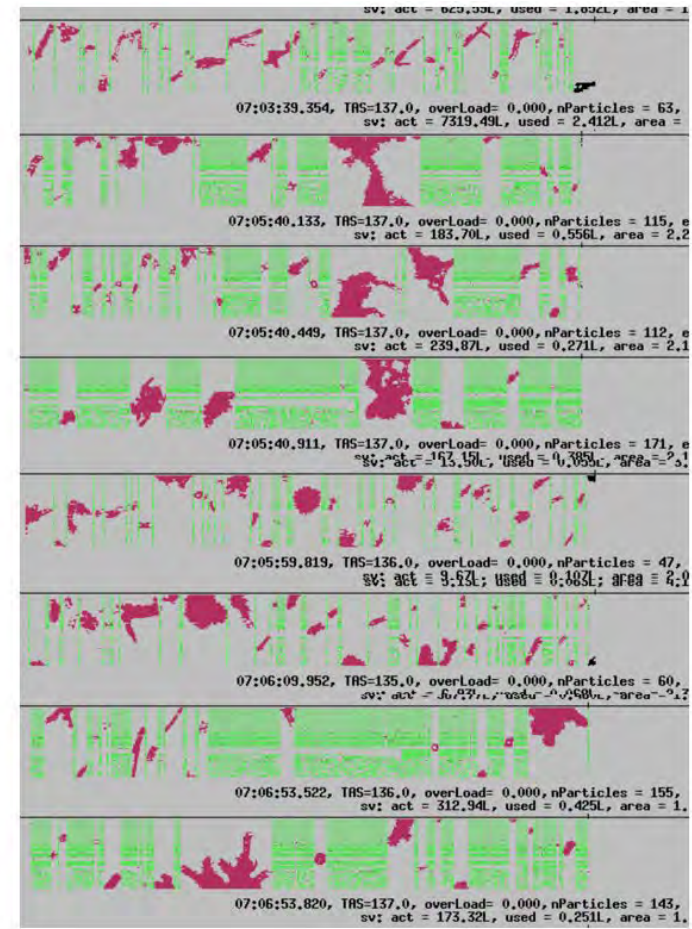 sv: act = 625.55L, used = 1.852L, area = 1
07:03:39.354, TAS=137.0, overLoad= 0.000, nParticles = 63,
sv: act = 7319.49L, used = 2.412L, area =
07:05:40.133, TAS=137.0, overLoad= 0.000, nParticles = 115, e
sv: act = 183.70L, used = 0.556L, area = 2.2
07:05:40.449, TAS=137.0, overLoad= 0.000, nParticles = 112, e
sv: act = 239.87L, used = 0.271L, area = 2.1
07:05:40.911, TAS=137.0, overLoad= 0.000, nParticles = 171, e
07:05:59.819, TAS=136.0, overLoad= 0.000, nParticles = 47,
07:06:09.952, TAS=135.0, overLoad= 0.000, nParticles = 60,
07:06:53.522, TAS=136.0, overLoad= 0.000, nParticles = 155,
sv: act = 312.94L, used = 0.425L, area = 1.
07:06:53.820, TAS=137.0, overLoad= 0.000, nParticles = 143,
sv: act = 173.32L, used = 0.251L, area = 1.